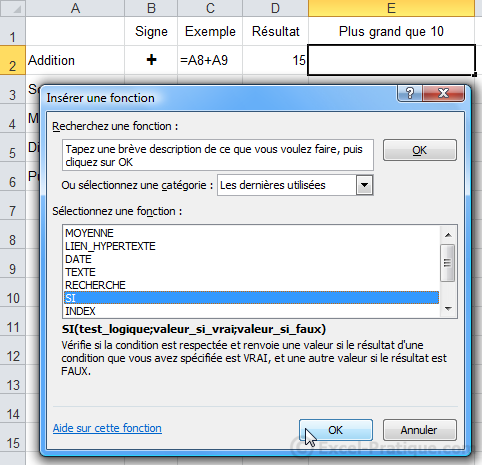 A B C D E
1 Signe Exemple Résultat Plus grand que 10
2 Addition + =A8+A9 15
3
4
5
6
7
8
9
10
11
12
13
14
15
Insérer une fonction
?
Recherchez une fonction :
Tapez une brève description de ce que vous voulez faire, puis
cliquez sur OK
OK
Ou sélectionnez une catégorie : Les dernières utilisées
Sélectionnez une fonction :
MOYENNE
LIEN_HYPERTEXTE
DATE
TEXTE
RECHERCHE
SI
INDEX
SI(test_logique;valeur_si_vrai;valeur_si_faux)
Vérifie si la condition est respectée et renvoie une valeur si le résultat d'une
condition que vous avez spécifiée est VRAI, et une autre valeur si le résultat est
FAUX.
Aide sur cette fonction
OK Annuler
© Excel-Pratique.com